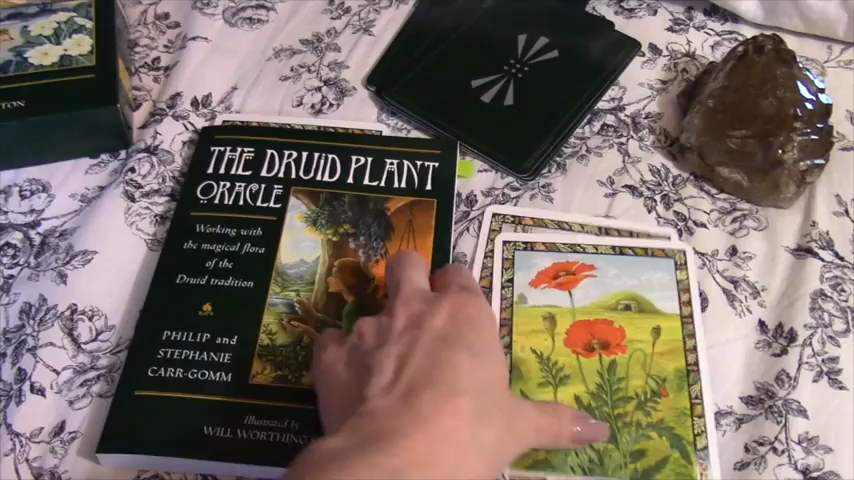 TON
THE DRUID PLANT
ORACLE
Working with
the magical flora
of the
Druid tradition
PHILIP and
STEPHANIE
CARR-GOMM
Illustrated by
WILL WORTHING